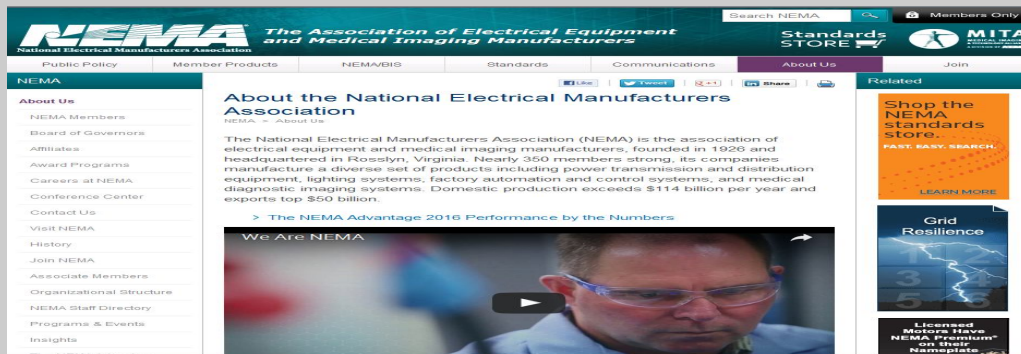 Search NEMA
Members Only
NEMA
National Electrical Manufacturers Association
The Association of Electrical Equipment
and Medical Imaging Manufacturers
Standards
STORE
MITA
Public Policy
Member Products
NEMA/BIS
Standards
Communications
About Us
Join
NEMA
About Us
NEMA Members
Board of Governors
Affiliates
Award Programs
Careers at NEMA
Conference Center
Contact Us
Visit NEMA
History
Join NEMA
Associate Members
Organizational Structure
NEMA Staff Directory
Programs & Events
Insights
Like
Tweet
+1
Share
About the National Electrical Manufacturers
Association
NEMA > About Us
The National Electrical Manufacturers Association (NEMA) is the association of
electrical equipment and medical imaging manufacturers, founded in 1926 and
headquartered in Rosslyn, Virginia. Nearly 350 members strong, its companies
manufacture a diverse set of products including power transmission and distribution
equipment, lighting systems, factory automation and control systems, and medical
diagnostic imaging systems. Domestic production exceeds $114 billion per year and
exports top $50 billion.
> The NEMA Advantage 2016 Performance by the Numbers
We Are NEMA
Related
Shop the
NEMA
standards
store.
FAST. EASY. SEARCH.
LEARN MORE
Grid
Resilience
1 2
3 4
5 6
Licensed
Motors Have
NEMA Premium®
on their
Nameplate